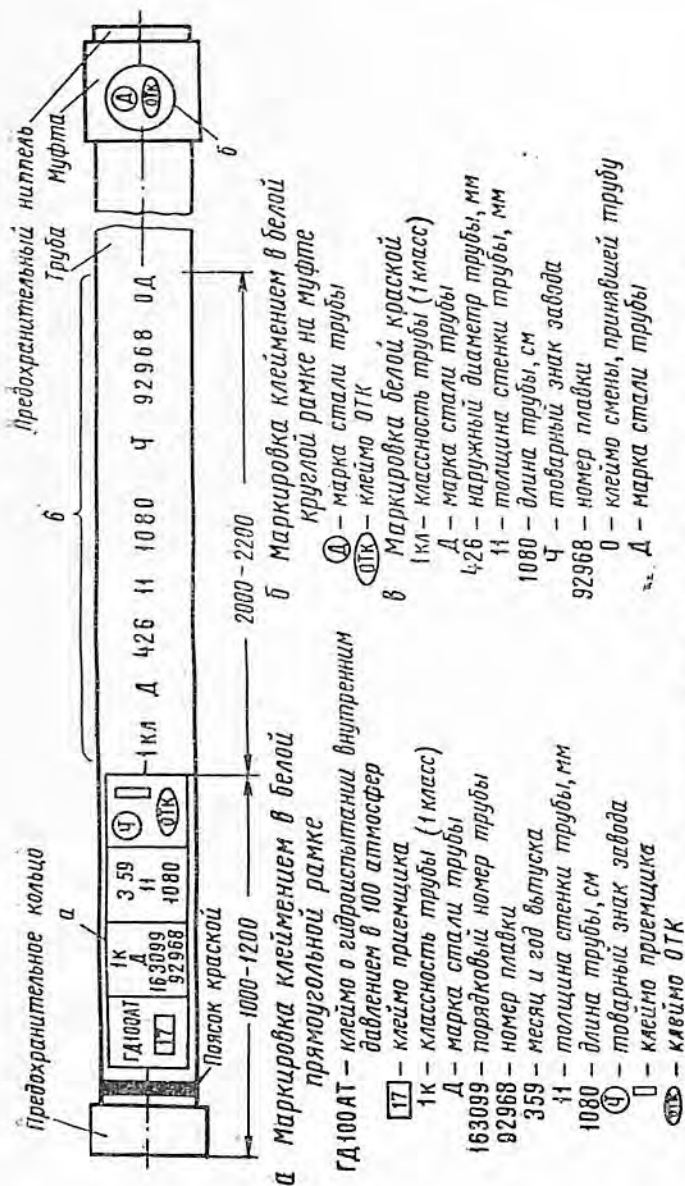 Предохранительное кольцо
а
в
Предохранительный ниппель
Труба
Муфта
ГД100АТ
17
1к
Д
163099
92968
3 59
11
1080
Ч
ОТК
1КЛ Д 426 11 1080 Ч 92968 ОД
Д
ОТК
б
Поясок краской
1000-1200
2000-2200
а Маркировка клеймением в белой
прямоугольной рамке
ГД100АТ – клеймо о гидроиспытании внутренним
давлением в 100 атмосфер
17 – клеймо приемщика
1к – классность трубы (1 класс)
Д – марка стали трубы
163099 – порядковый номер трубы
92968 – номер плавки
359 – месяц и год выпуска
11 – толщина стенки трубы, мм
1080 – длина трубы, см
Ч – товарный знак завода
– клеймо приемщика
ОТК – клеймо ОТК
б Маркировка клеймением в белой
круглой рамке на муфте
Д – марка стали трубы
ОТК – клеймо ОТК
в Маркировка белой краской
1кл – классность трубы (1 класс)
Д – марка стали трубы
426 – наружный диаметр трубы, мм
11 – толщина стенки трубы, мм
1080 – длина трубы, см
Ч – товарный знак завода
92968 – номер плавки
О – клеймо смены, принявшей трубу
Д – марка стали трубы